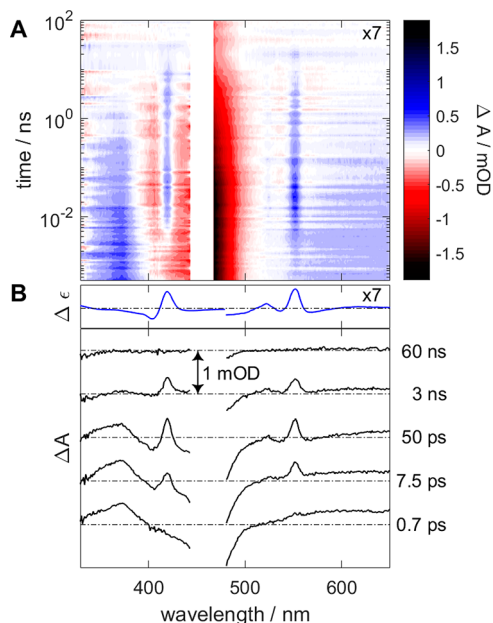 A
x7
10²
10⁰
10⁻²
time / ns
1.5
1
0.5
0
-0.5
-1
-1.5
Δ A / mOD
B
x7
Δ ϵ
ΔA
1 mOD
60 ns
3 ns
50 ps
7.5 ps
0.7 ps
400
500
600
wavelength / nm